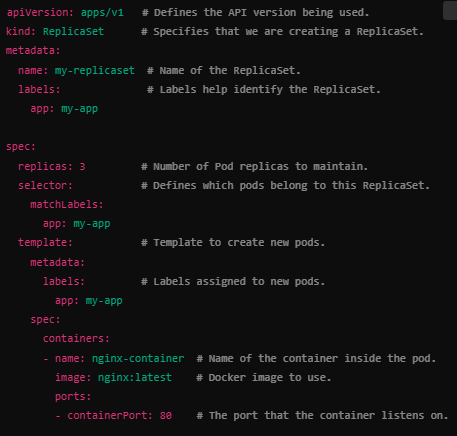 apiVersion: apps/v1   # Defines the API version being used.
kind: ReplicaSet      # Specifies that we are creating a ReplicaSet.
metadata:
  name: my-replicaset  # Name of the ReplicaSet.
  labels:              # Labels help identify the ReplicaSet.
    app: my-app

spec:
  replicas: 3         # Number of Pod replicas to maintain.
  selector:           # Defines which pods belong to this ReplicaSet.
    matchLabels:
      app: my-app
  template:           # Template to create new pods.
    metadata:
      labels:         # Labels assigned to new pods.
        app: my-app
    spec:
      containers:
      - name: nginx-container  # Name of the container inside the pod.
        image: nginx:latest    # Docker image to use.
        ports:
        - containerPort: 80    # The port that the container listens on.